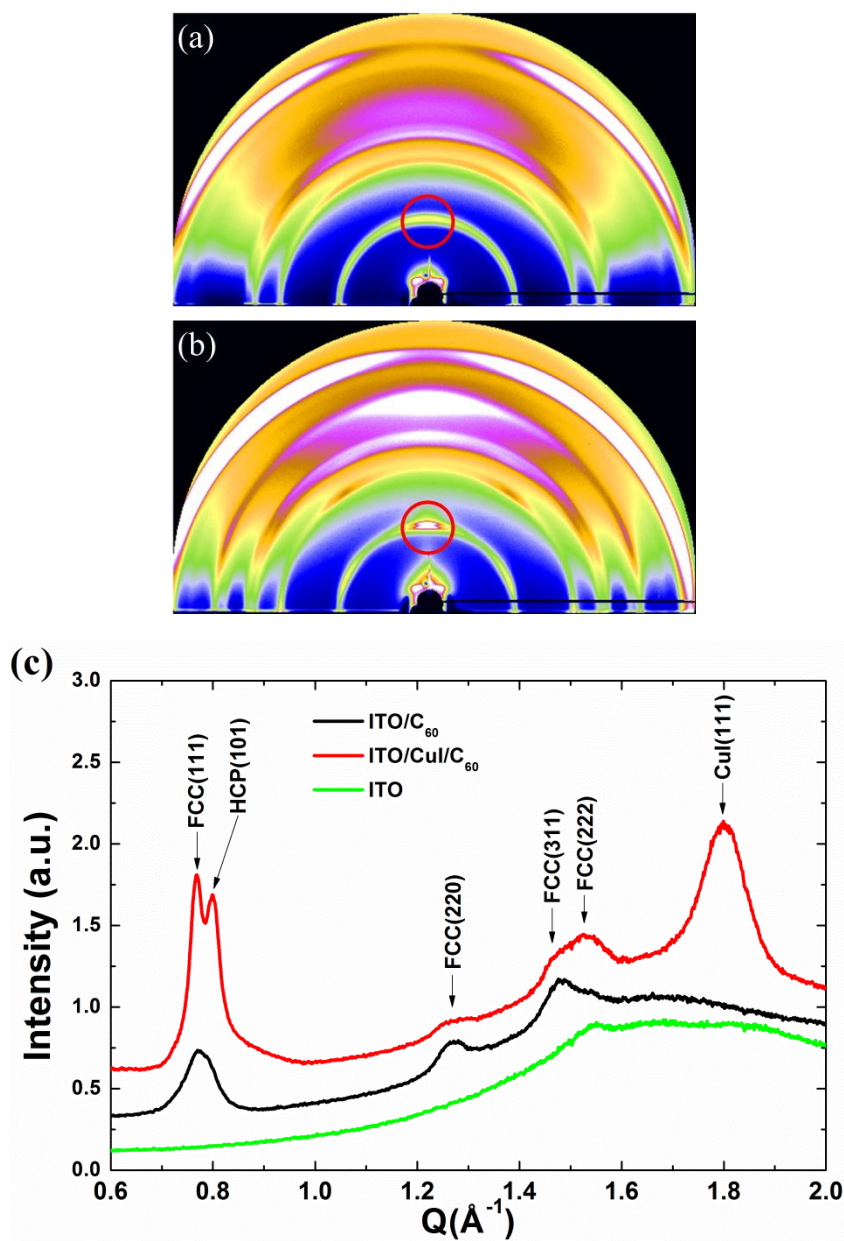 (a)
(b)
(c)
3.0
2.5
2.0
1.5
1.0
0.5
0.0
Intensity (a.u.)
FCC(111)
HCP(101)
FCC(220)
FCC(311)
FCC(222)
CuI(111)
ITO/C₆₀
ITO/CuI/C₆₀
ITO
0.6 0.8 1.0 1.2 1.4 1.6 1.8 2.0
Q(Å⁻¹)